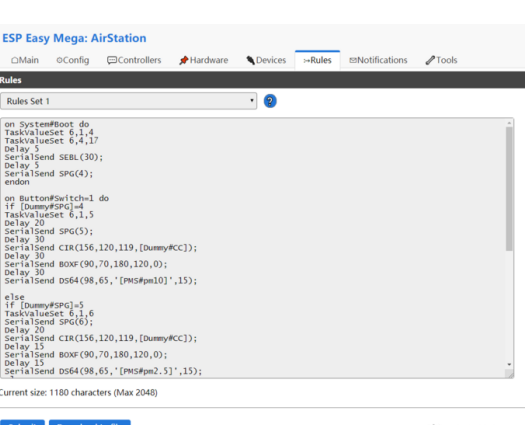 ESP Easy Mega: AirStation
Main Config Controllers Hardware Devices Rules Notifications Tools
Rules
Rules Set 1
?
on System#Boot do
TaskValueSet 6,1,4
TaskValueSet 6,4,17
Delay 5
SerialSend SEBL(30);
Delay 5
SerialSend SPG(4);
endon
on Button#Switch=1 do
if [Dummy#SPG]=4
TaskValueSet 6,1,5
Delay 20
SerialSend SPG(5);
Delay 30
SerialSend CIR(156,120,119,[Dummy#CC]);
Delay 30
SerialSend BOXF(90,70,180,120,0);
Delay 30
SerialSend DS64(98,65,'[PMS#pm10]',15);
else
if [Dummy#SPG]=5
TaskValueSet 6,1,6
SerialSend SPG(6);
Delay 20
SerialSend CIR(156,120,119,[Dummy#CC]);
Delay 15
SerialSend BOXF(90,70,180,120,0);
Delay 15
SerialSend DS64(98,65,'[PMS#pm2.5]',15);
Current size: 1180 characters (Max 2048)